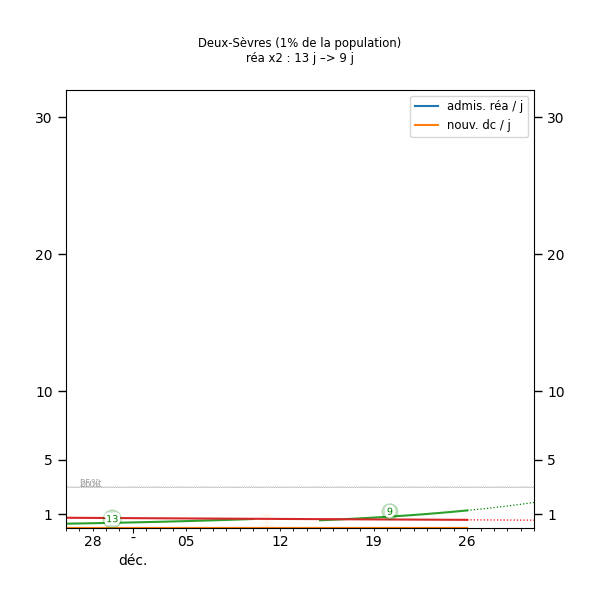 Deux-Sèvres (1% de la population)
réa x2 : 13 j –> 9 j
admis. réa / j
nouv. dc / j
30 30
20 20
10 10
5 5
1 1
13
9
28 - 05 12 19 26
déc.